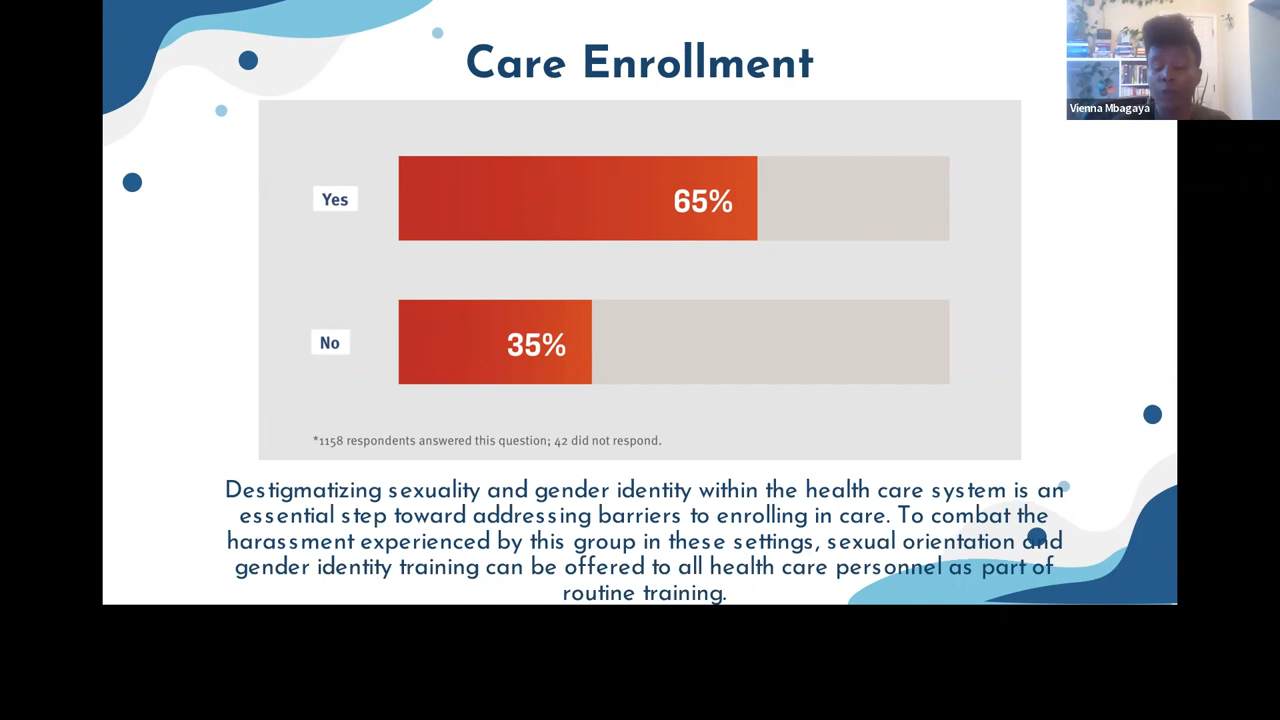 Care Enrollment
Vienna Mbagaya
Yes
65%
No
35%
*1158 respondents answered this question; 42 did not respond.
Destigmatizing sexuality and gender identity within the health care system is an
essential step toward addressing barriers to enrolling in care. To combat the
harassment experienced by this group in these settings, sexual orientation and
gender identity training can be offered to all health care personnel as part of
routine training.